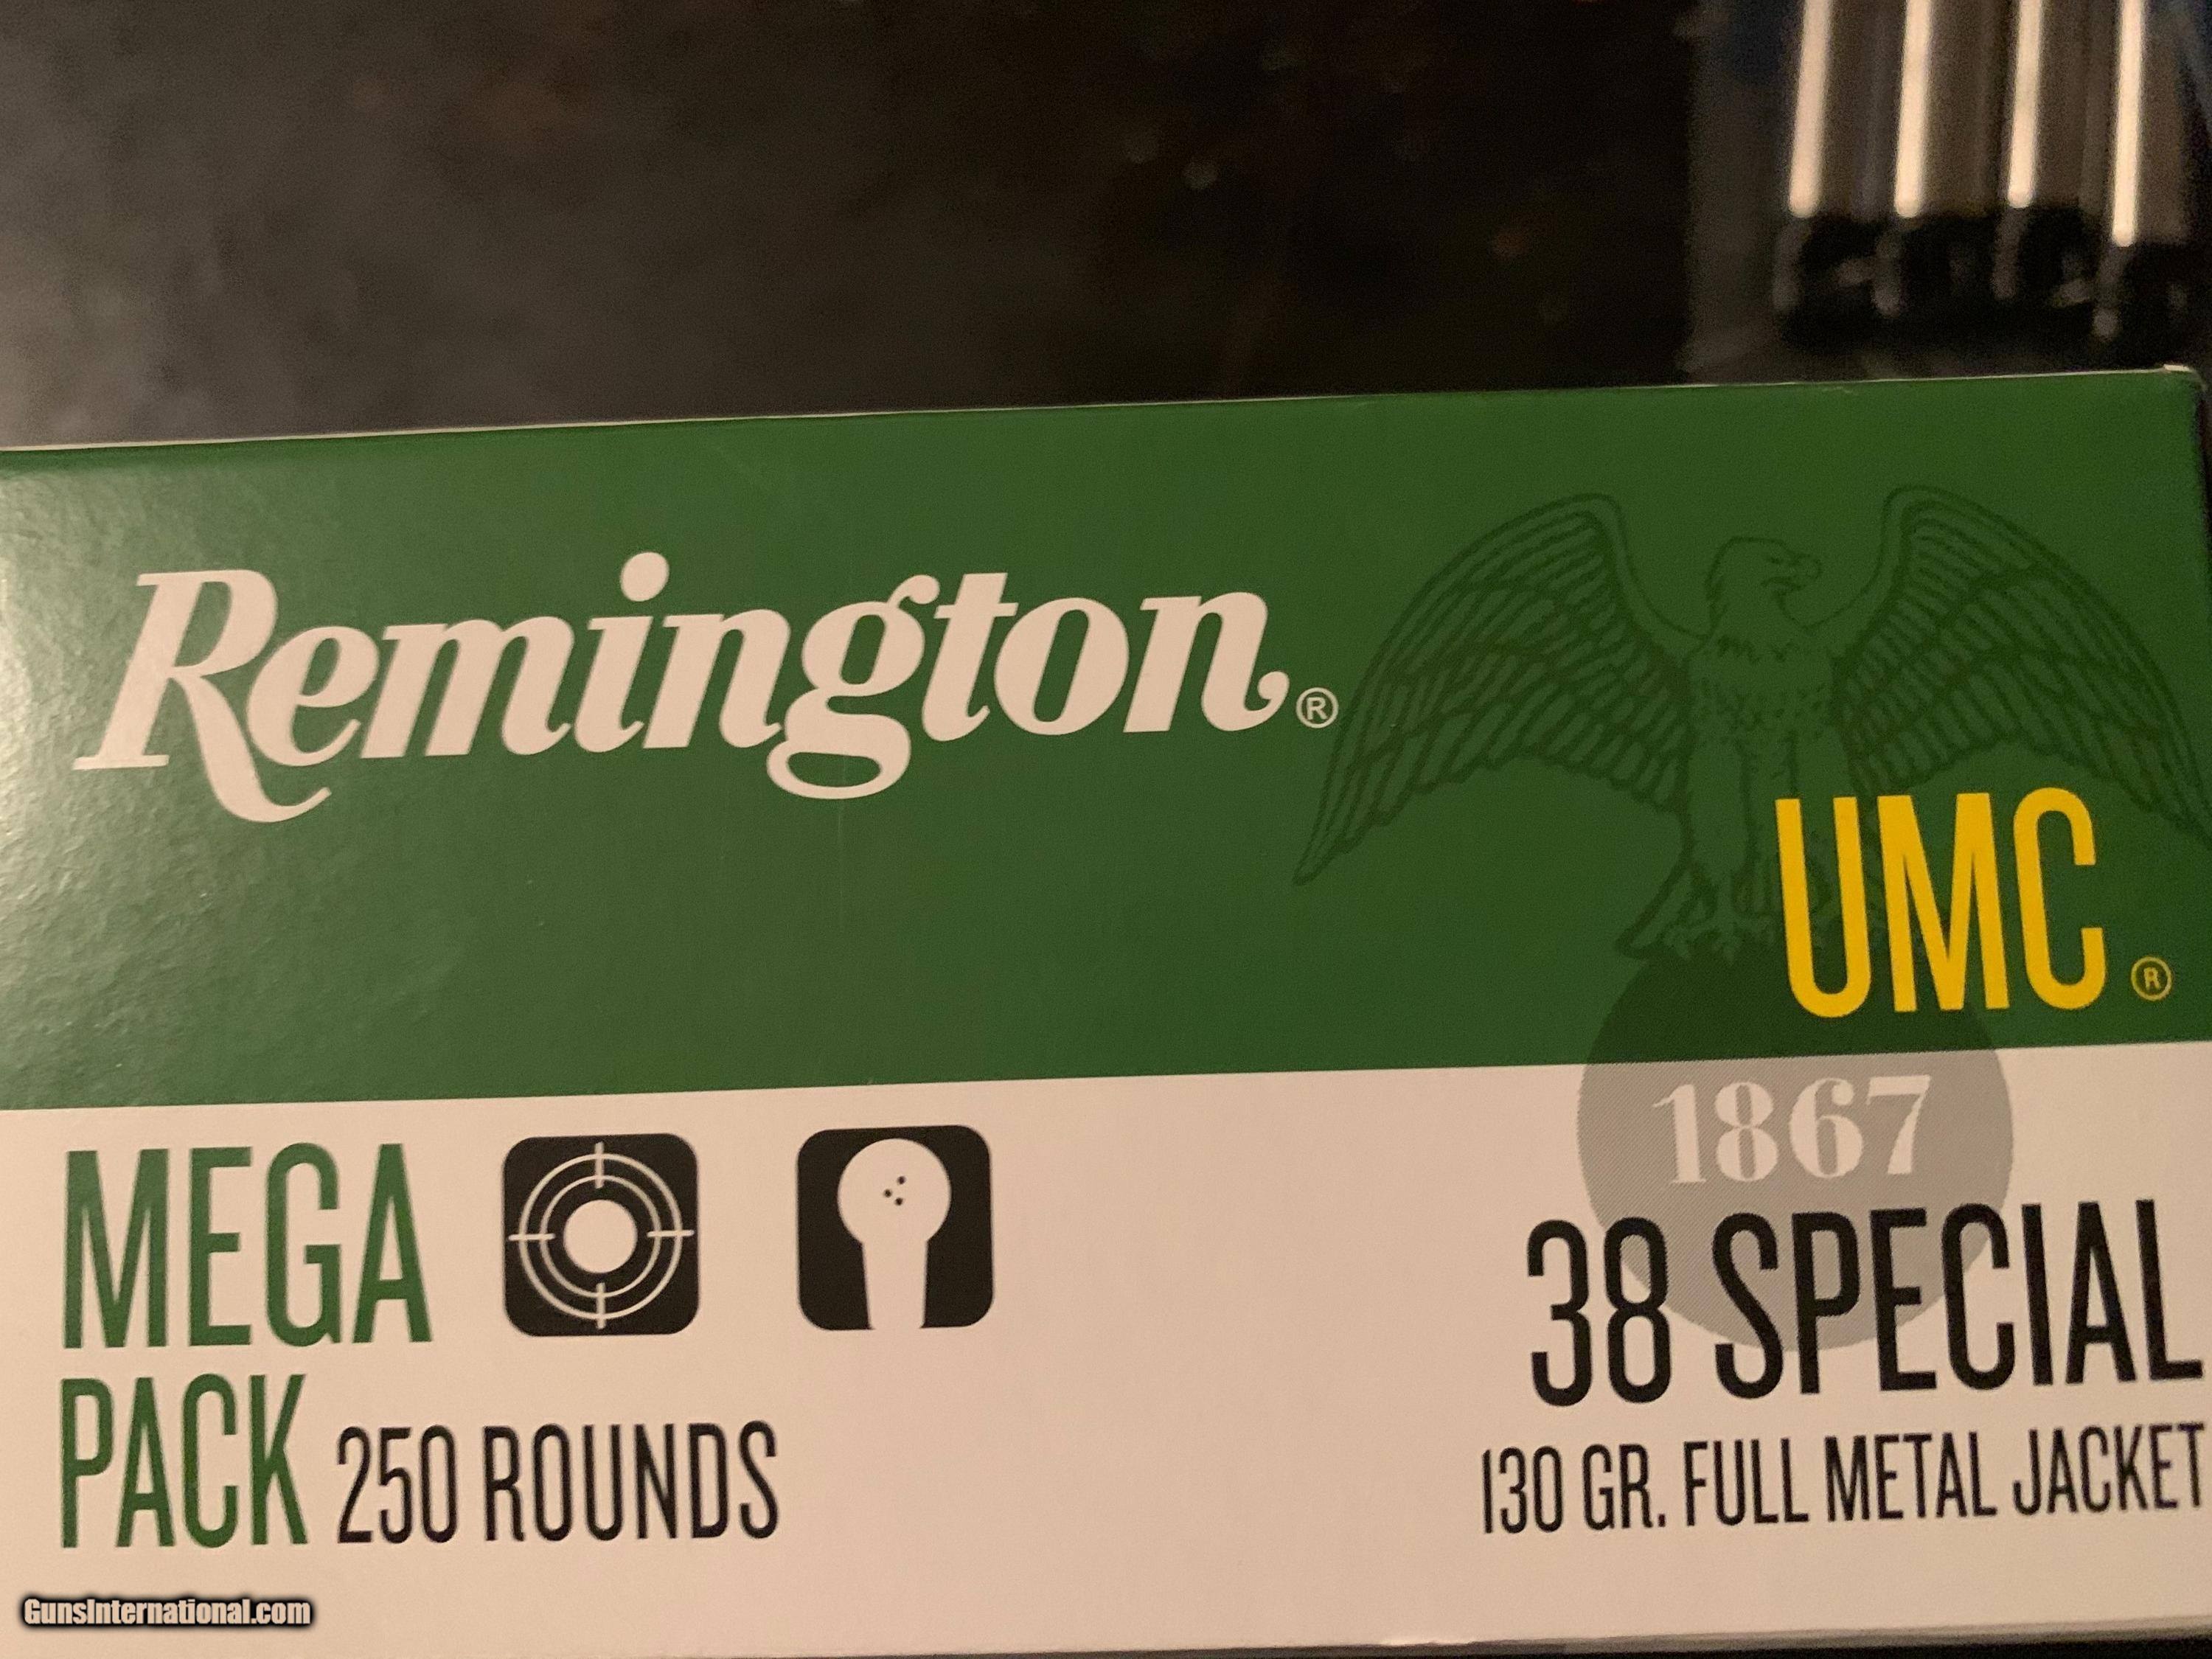 Remington®
UMC®
1867
MEGA
PACK 250 ROUNDS
38 SPECIAL
130 GR. FULL METAL JACKET
GunsInternational.com